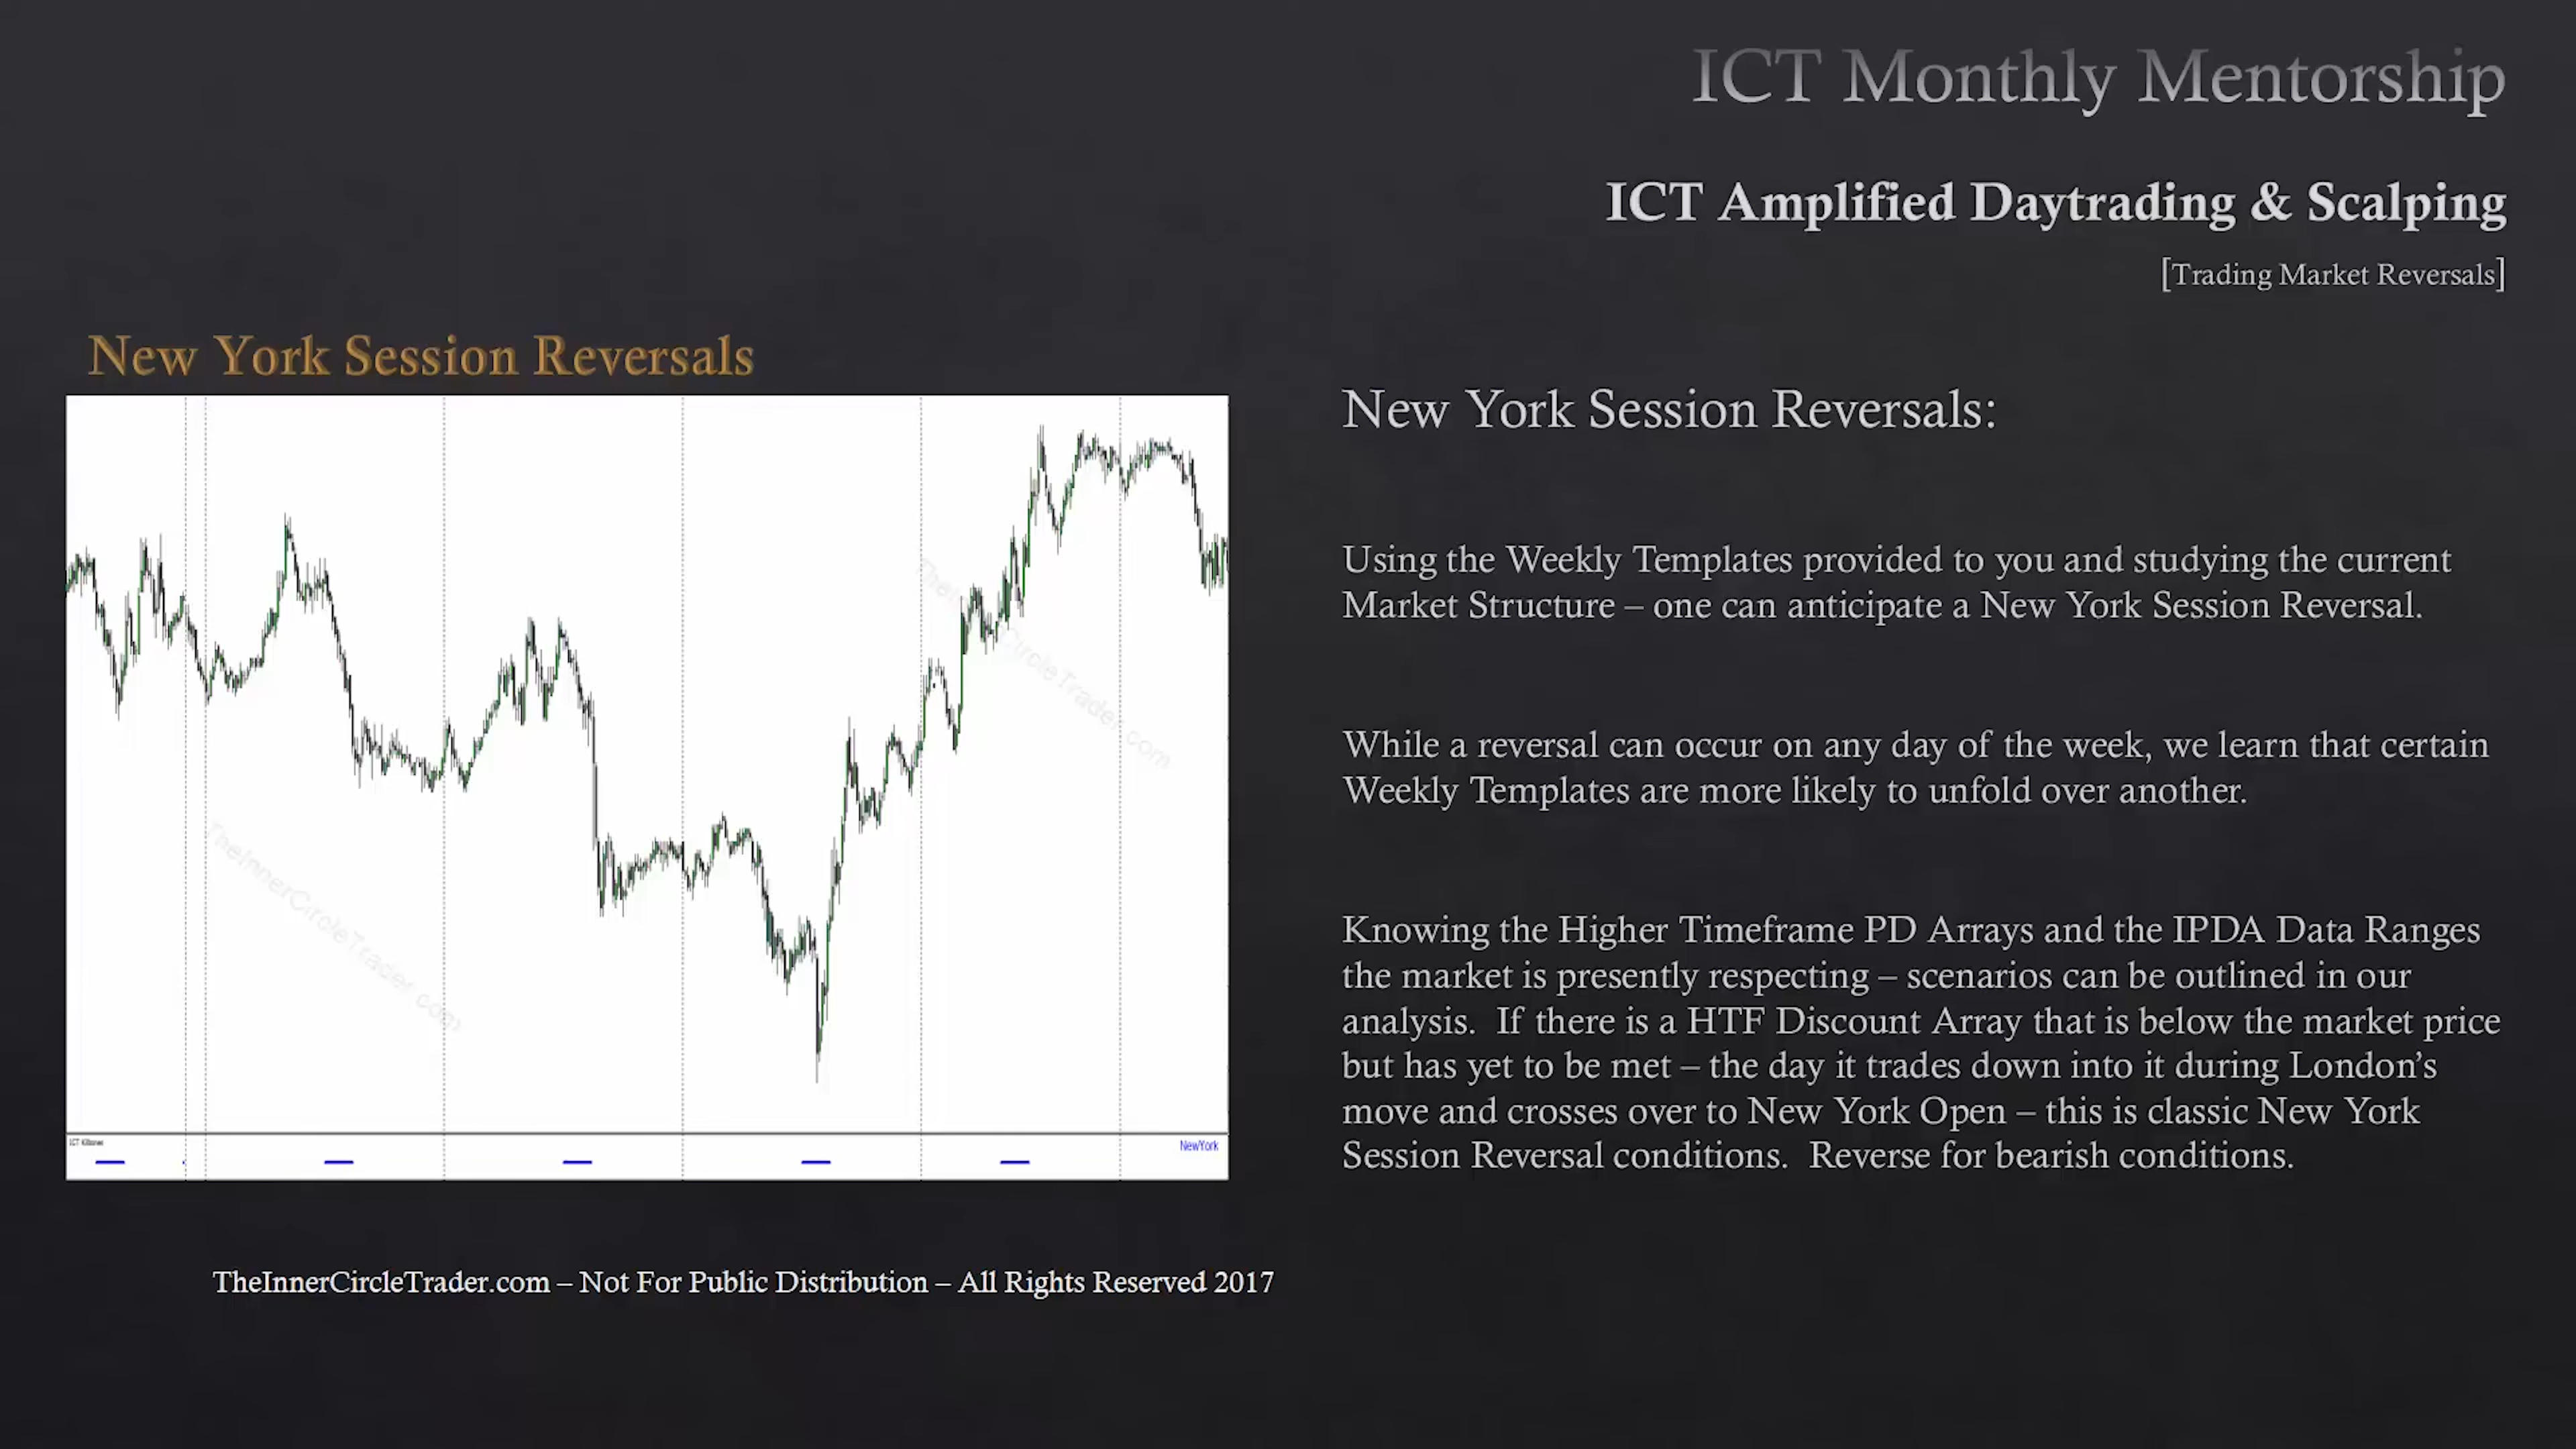 ICT Monthly Mentorship
ICT Amplified Daytrading & Scalping
[Trading Market Reversals]
New York Session Reversals
TheInnerCircleTrader.com
TheInnerCircleTrader.com
ICT Killzones
NewYork
New York Session Reversals:
Using the Weekly Templates provided to you and studying the current
Market Structure – one can anticipate a New York Session Reversal.
While a reversal can occur on any day of the week, we learn that certain
Weekly Templates are more likely to unfold over another.
Knowing the Higher Timeframe PD Arrays and the IPDA Data Ranges
the market is presently respecting – scenarios can be outlined in our
analysis.  If there is a HTF Discount Array that is below the market price
but has yet to be met – the day it trades down into it during London’s
move and crosses over to New York Open – this is classic New York
Session Reversal conditions.  Reverse for bearish conditions.
TheInnerCircleTrader.com – Not For Public Distribution – All Rights Reserved 2017